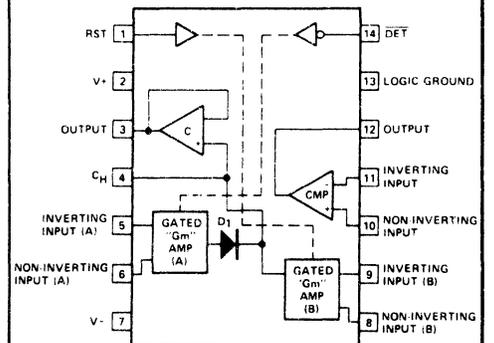 RST 1
14 DET
V+ 2
13 LOGIC GROUND
OUTPUT 3
C
+
12 OUTPUT
CH 4
CMP
-
+
11 INVERTING
INPUT
INVERTING
INPUT (A)
5
GATED
"Gm"
AMP
(A)
D1
10 NON-INVERTING
INPUT
NON-INVERTING
INPUT (A)
6
GATED
"Gm"
AMP
(B)
9 INVERTING
INPUT (B)
V- 7
8 NON-INVERTING
INPUT (B)